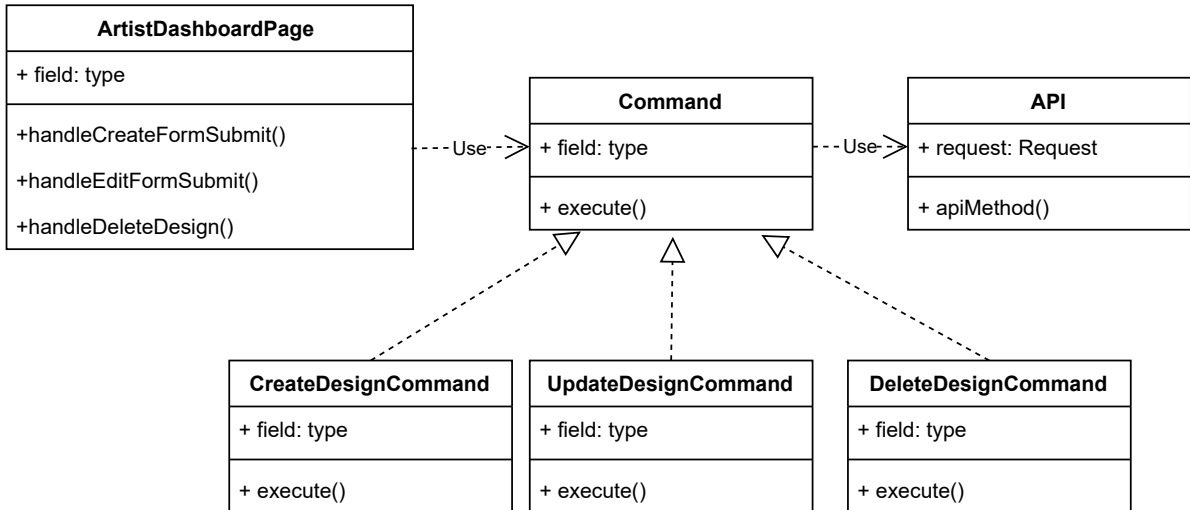 ArtistDashboardPage
+ field: type
+handleCreateFormSubmit()
+handleEditFormSubmit()
+handleDeleteDesign()
Use
Command
+ field: type
+ execute()
Use
API
+ request: Request
+ apiMethod()
CreateDesignCommand
+ field: type
+ execute()
UpdateDesignCommand
+ field: type
+ execute()
DeleteDesignCommand
+ field: type
+ execute()